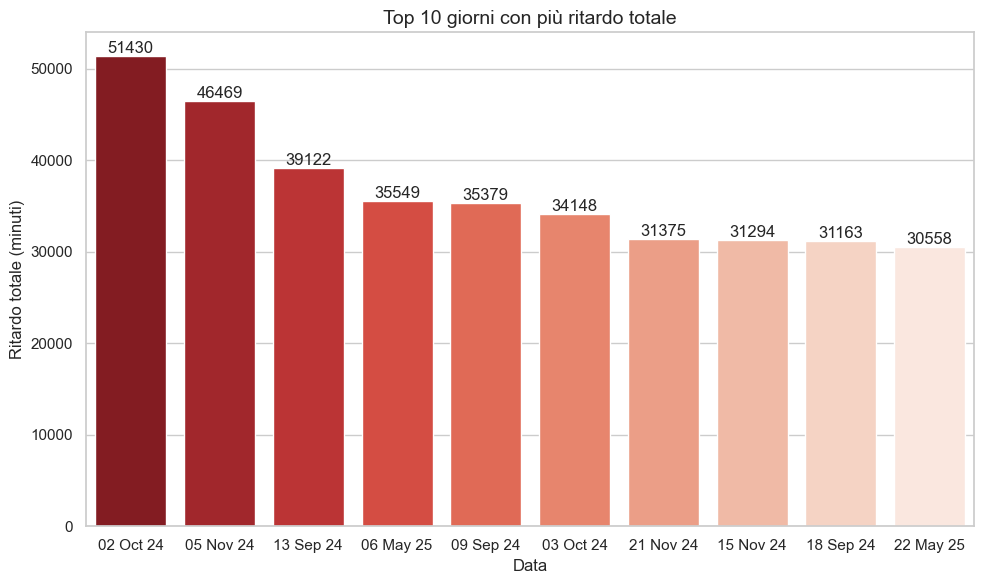 Top 10 giorni con più ritardo totale
Ritardo totale (minuti)
50000
40000
30000
20000
10000
0
51430
46469
39122
35549
35379
34148
31375
31294
31163
30558
02 Oct 24
05 Nov 24
13 Sep 24
06 May 25
09 Sep 24
03 Oct 24
21 Nov 24
15 Nov 24
18 Sep 24
22 May 25
Data